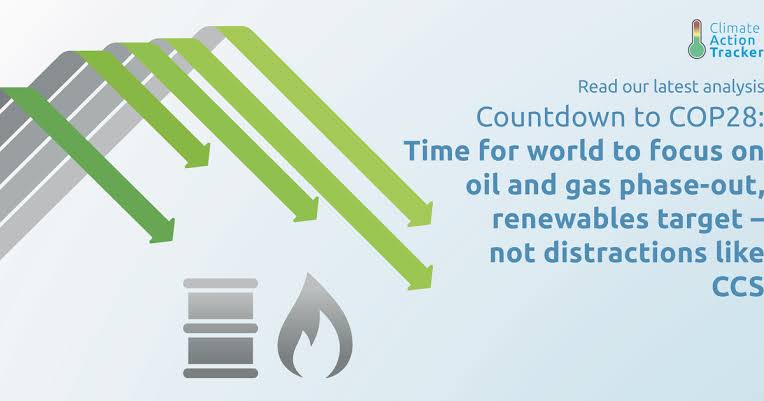 Climate
Action
Tracker
Read our latest analysis
Countdown to COP28:
Time for world to focus on
oil and gas phase-out,
renewables target –
not distractions like
CCS